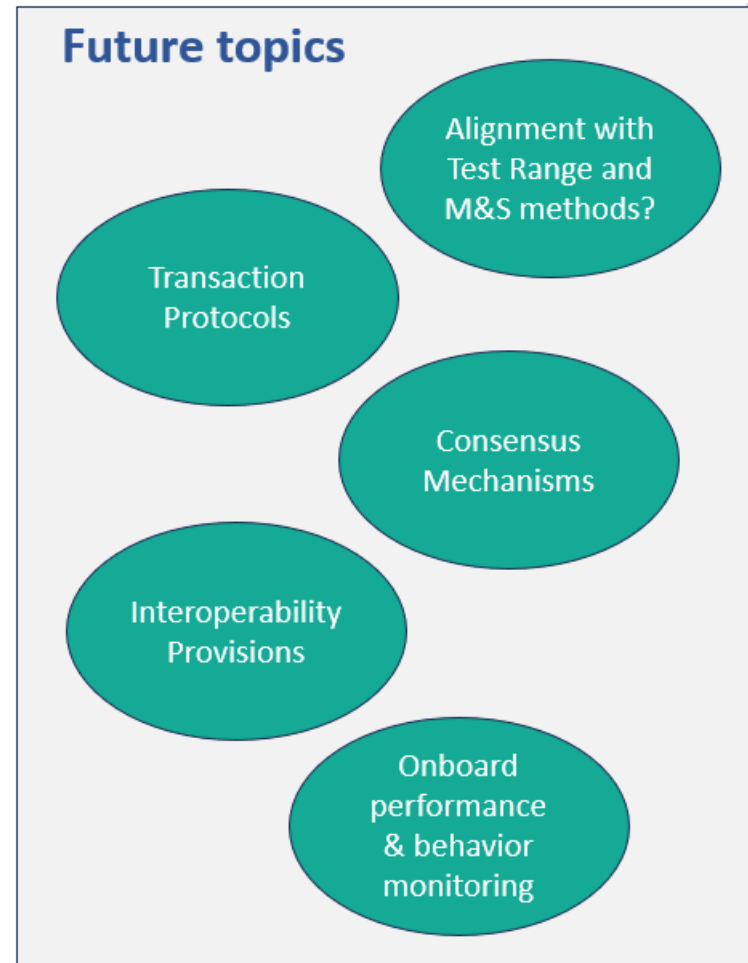 Future topics
Alignment with
Test Range and
M&S methods?
Transaction
Protocols
Consensus
Mechanisms
Interoperability
Provisions
Onboard
performance
& behavior
monitoring